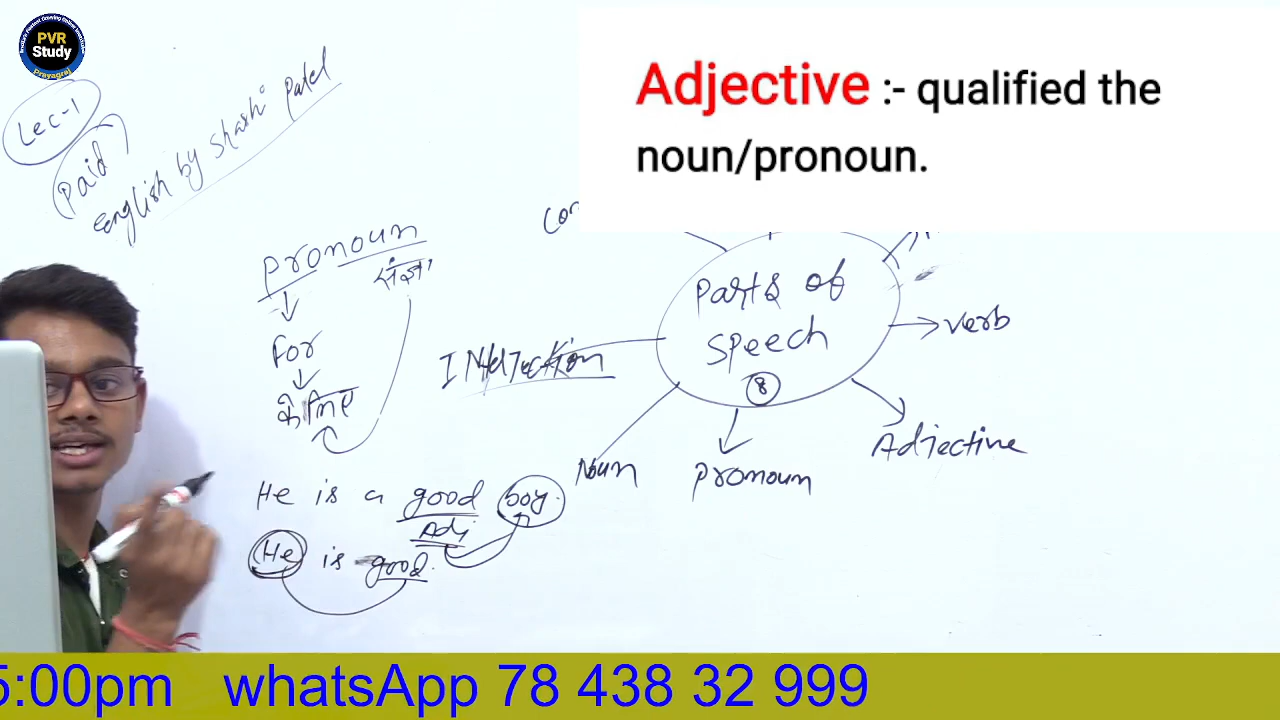 PVR
Study
Prayagraj
Adjective :- qualified the
noun/pronoun.
Lec-1
Paid
English by Shashi Patel
Pronoun
संज्ञा
For
के लिए
Parts of
Speech
8
Verb
Adjective
Pronoun
Noun
He is a good boy.
Adj
He is good.
5:00pm whatsApp 78 438 32 999